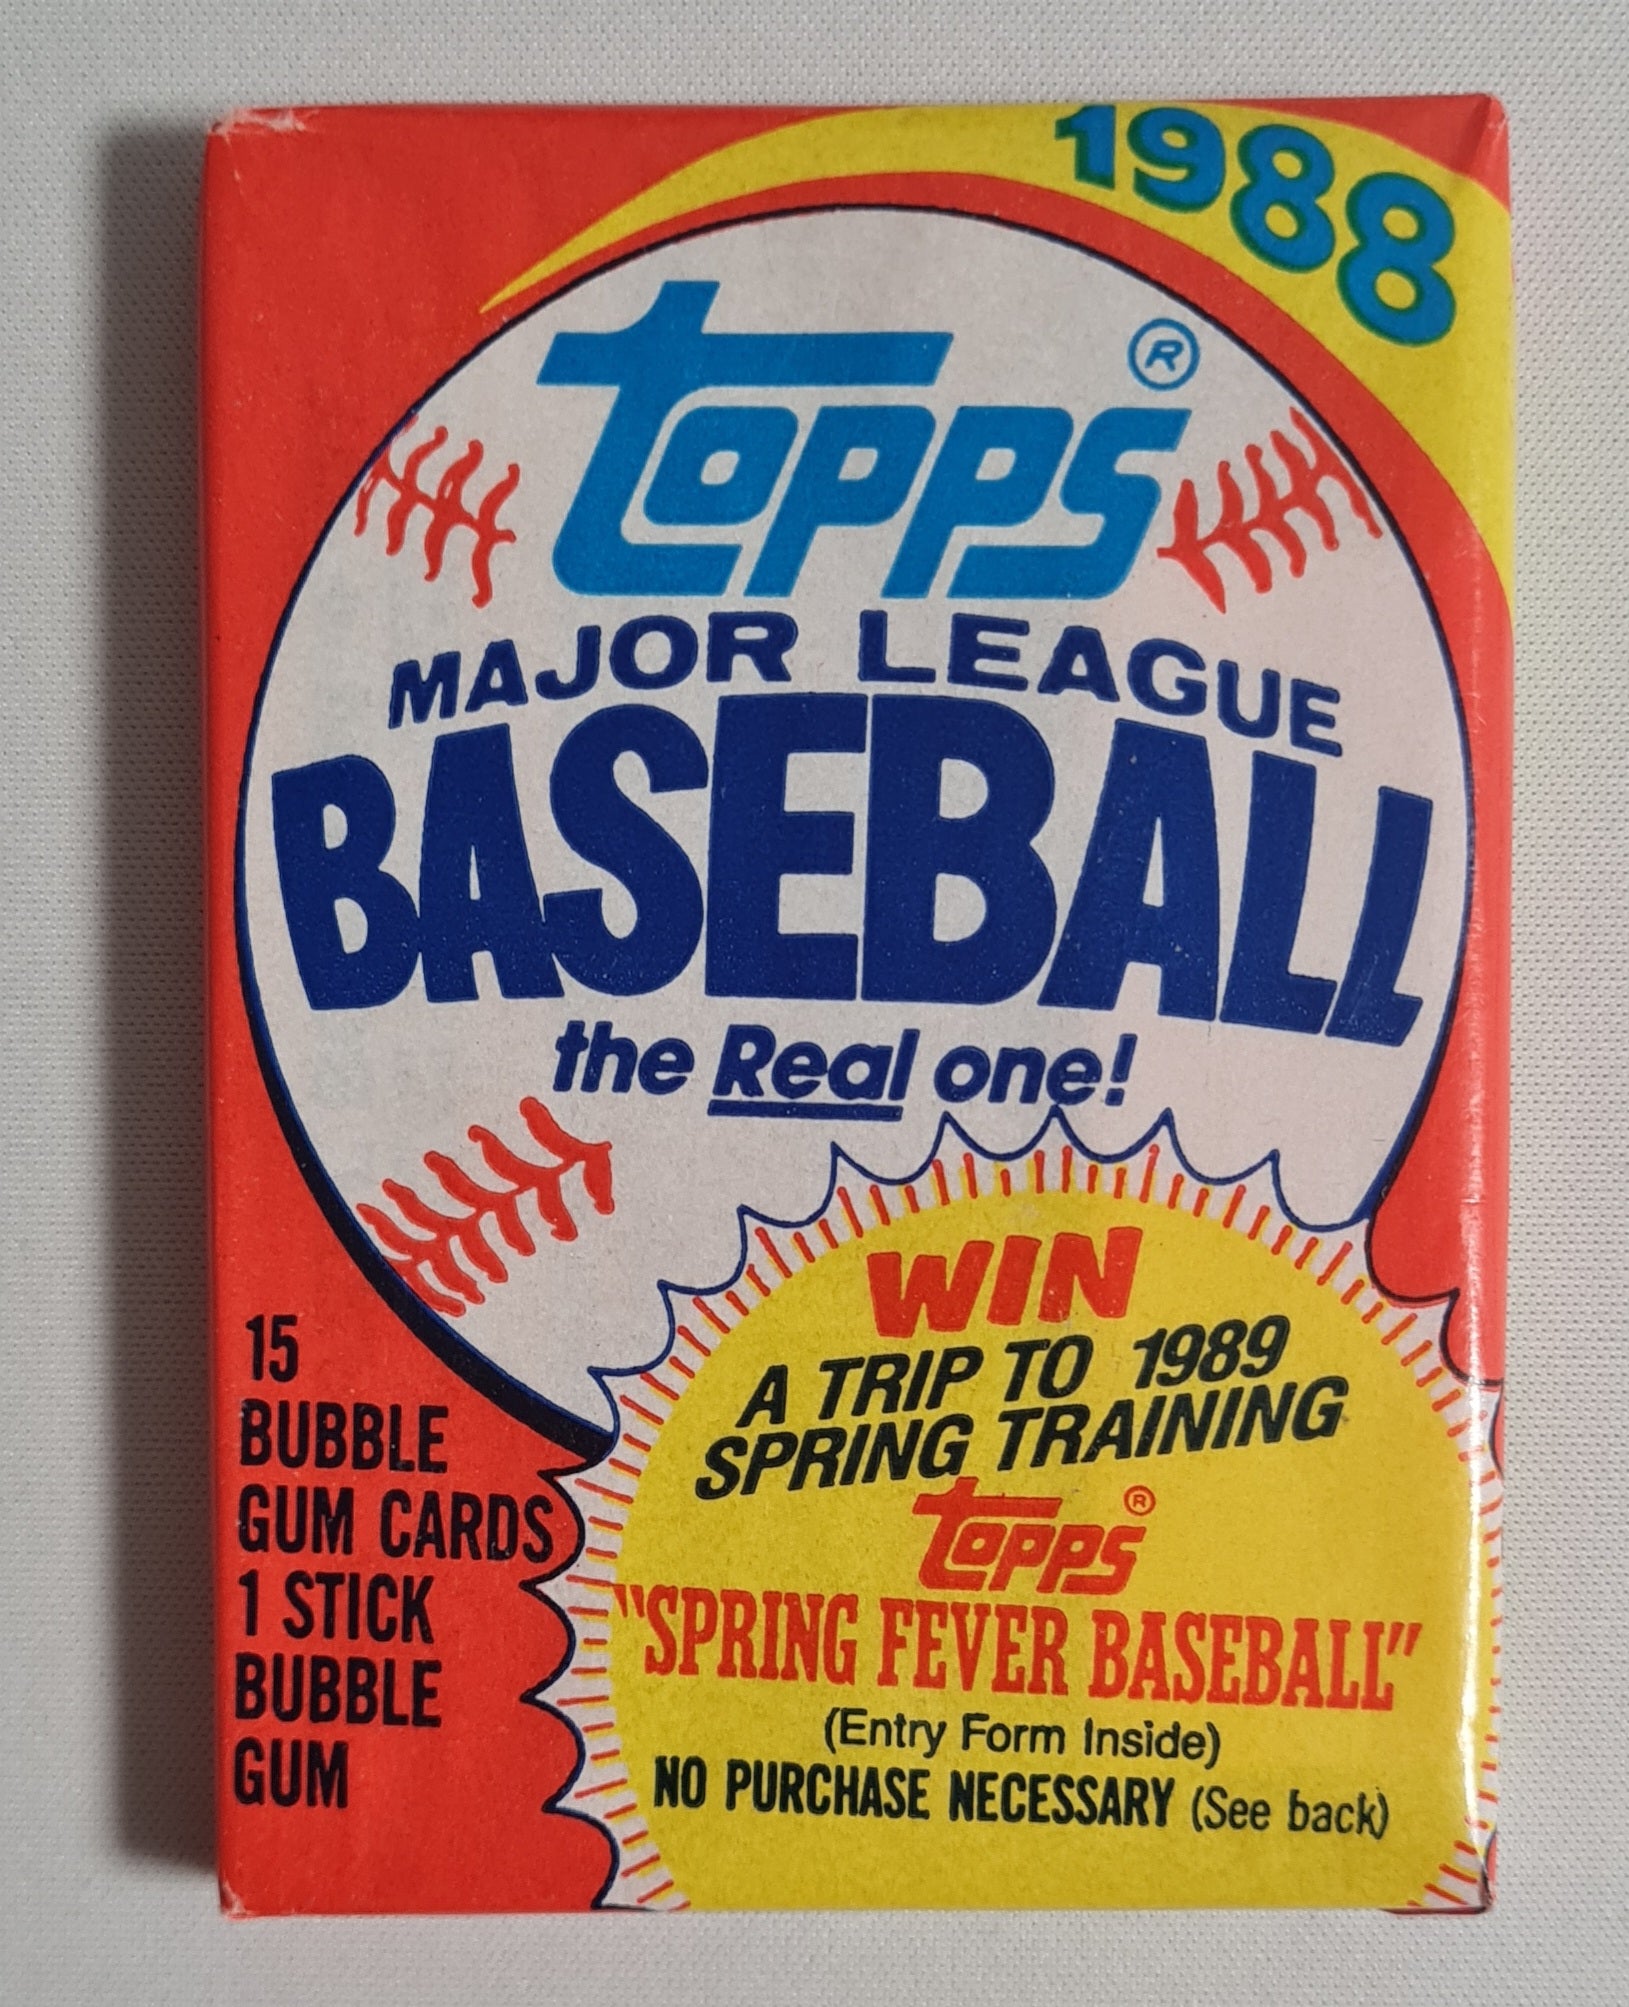 1988
topps®
MAJOR LEAGUE
BASEBALL
the Real one!
15
BUBBLE
GUM CARDS
1 STICK
BUBBLE
GUM
WIN
A TRIP TO 1989
SPRING TRAINING
topps®
"SPRING FEVER BASEBALL"
(Entry Form Inside)
NO PURCHASE NECESSARY (See back)